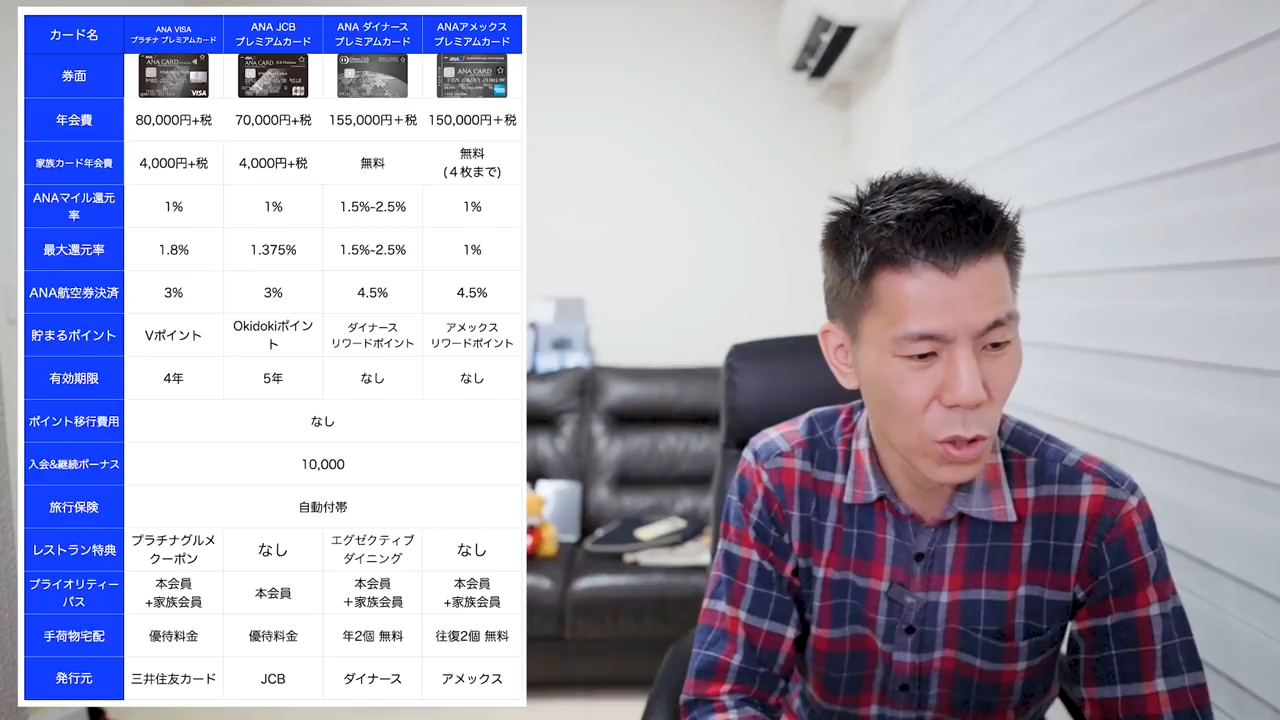 カード名
ANA VISA
プラチナ プレミアムカード
ANA JCB
プレミアムカード
ANA ダイナース
プレミアムカード
ANAアメックス
プレミアムカード
券面
ANA CARD
VISA
ANA CARD
JCB
ANA CARD
年会費
80,000円+税
70,000円+税
155,000円＋税
150,000円＋税
家族カード年会費
4,000円+税
4,000円+税
無料
無料
(４枚まで)
ANAマイル還元
率
1%
1%
1.5%-2.5%
1%
最大還元率
1.8%
1.375%
1.5%-2.5%
1%
ANA航空券決済
3%
3%
4.5%
4.5%
貯まるポイント
Vポイント
Okidokiポイン
ト
ダイナース
リワードポイント
アメックス
リワードポイント
有効期限
4年
5年
なし
なし
ポイント移行費用
なし
入会&継続ボーナス
10,000
旅行保険
自動付帯
レストラン特典
プラチナグルメ
クーポン
なし
エグゼクティブ
ダイニング
なし
プライオリティー
パス
本会員
+家族会員
本会員
本会員
＋家族会員
本会員
+家族会員
手荷物宅配
優待料金
優待料金
年2個 無料
往復2個 無料
発行元
三井住友カード
JCB
ダイナース
アメックス